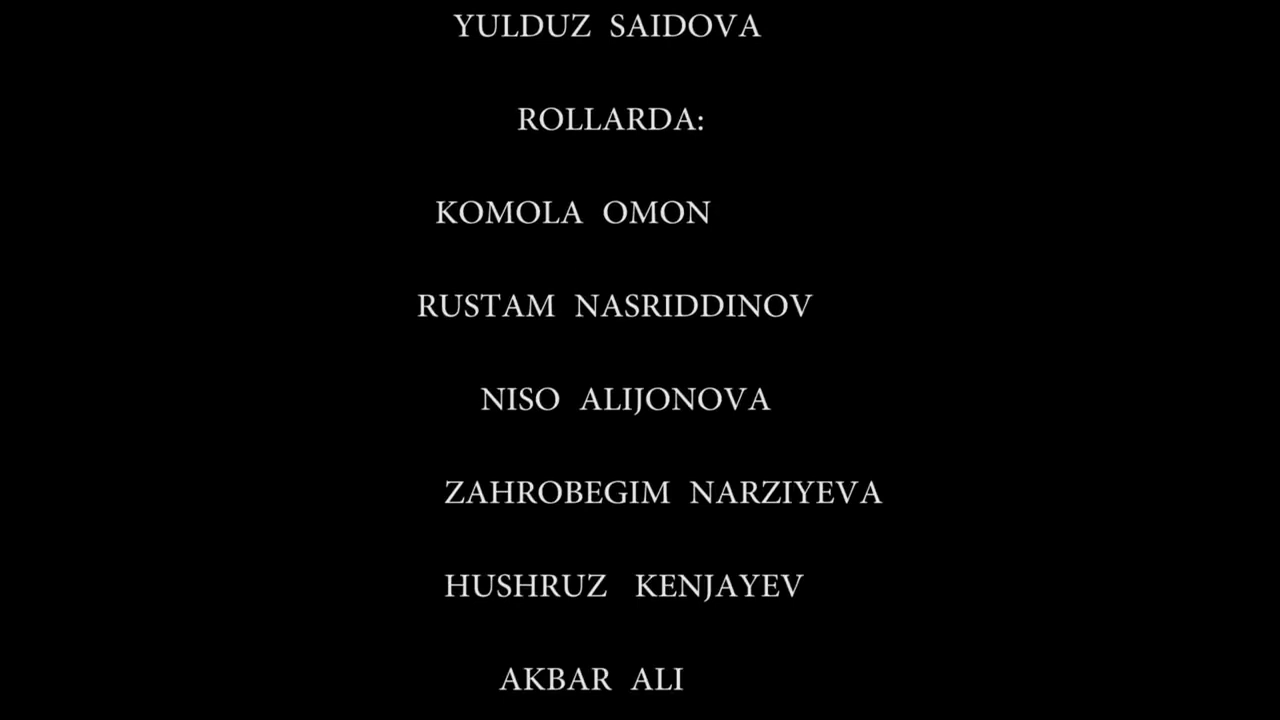 YULDUZ SAIDOVA
ROLLARDA:
KOMOLA OMON
RUSTAM NASRIDDINOV
NISO ALIJONOVA
ZAHROBEGIM NARZIYEVA
HUSHRUZ KENJAYEV
AKBAR ALI